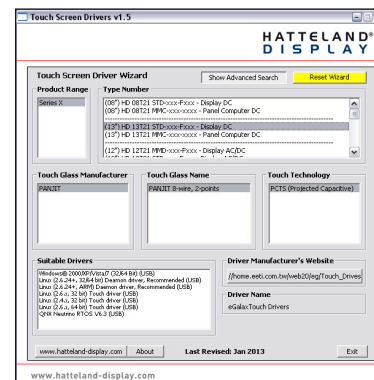 Touch Screen Drivers v1.5
HATTELAND®
DISPLAY
Touch Screen Driver Wizard
Show Advanced Search
Reset Wizard
Product Range
Series X
Type Number
(08") HD 08T21 STD-xxx-Fxxx - Display DC
(08") HD 08T21 MMC-xxxx-xxxx - Panel Computer DC
(13") HD 13T21 STD-xxx-Fxxx - Display DC
(13") HD 13T21 MMC-xxx-xxxx - Panel Computer DC
(12") HD 12T21 MMD-xxx-Fxxx - Display AC/DC
Touch Glass Manufacturer
PANJIT
Touch Glass Name
PANJIT 8-wire, 2-points
Touch Technology
PCTS (Projected Capacitive)
Suitable Drivers
Windows® 2000/XP/Vista/7 (32/64 Bit) (USB)
Linux (2.6.24+, 32/64 bit) Daemon driver, Recommended (USB)
Linux (2.6.24+, ARM) Daemon driver, Recommended (USB)
Linux (2.6.x, 32 bit) Touch driver (USB)
Linux (2.4.x, 32 bit) Touch driver (USB)
Linux (2.6.x, 64 bit) Touch driver (USB)
QNX Neutrino RTOS V6.3 (USB)
Driver Manufacturer's Website
//home.eeti.com.tw/web20/eg/Touch_Drives
Driver Name
eGalaxTouch Drivers
www.hatteland-display.com
About
Last Revised: Jan 2013
Exit
www.hatteland-display.com